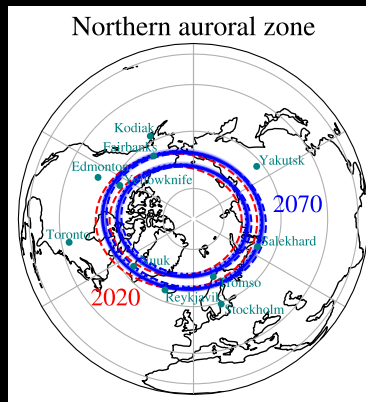 Northern auroral zone
Kodiak
Fairbanks
Yakutsk
Edmonton
Yellowknife
2070
Toronto
Salekhard
Nuuk
Tromso
2020
Reykjavik
Stockholm